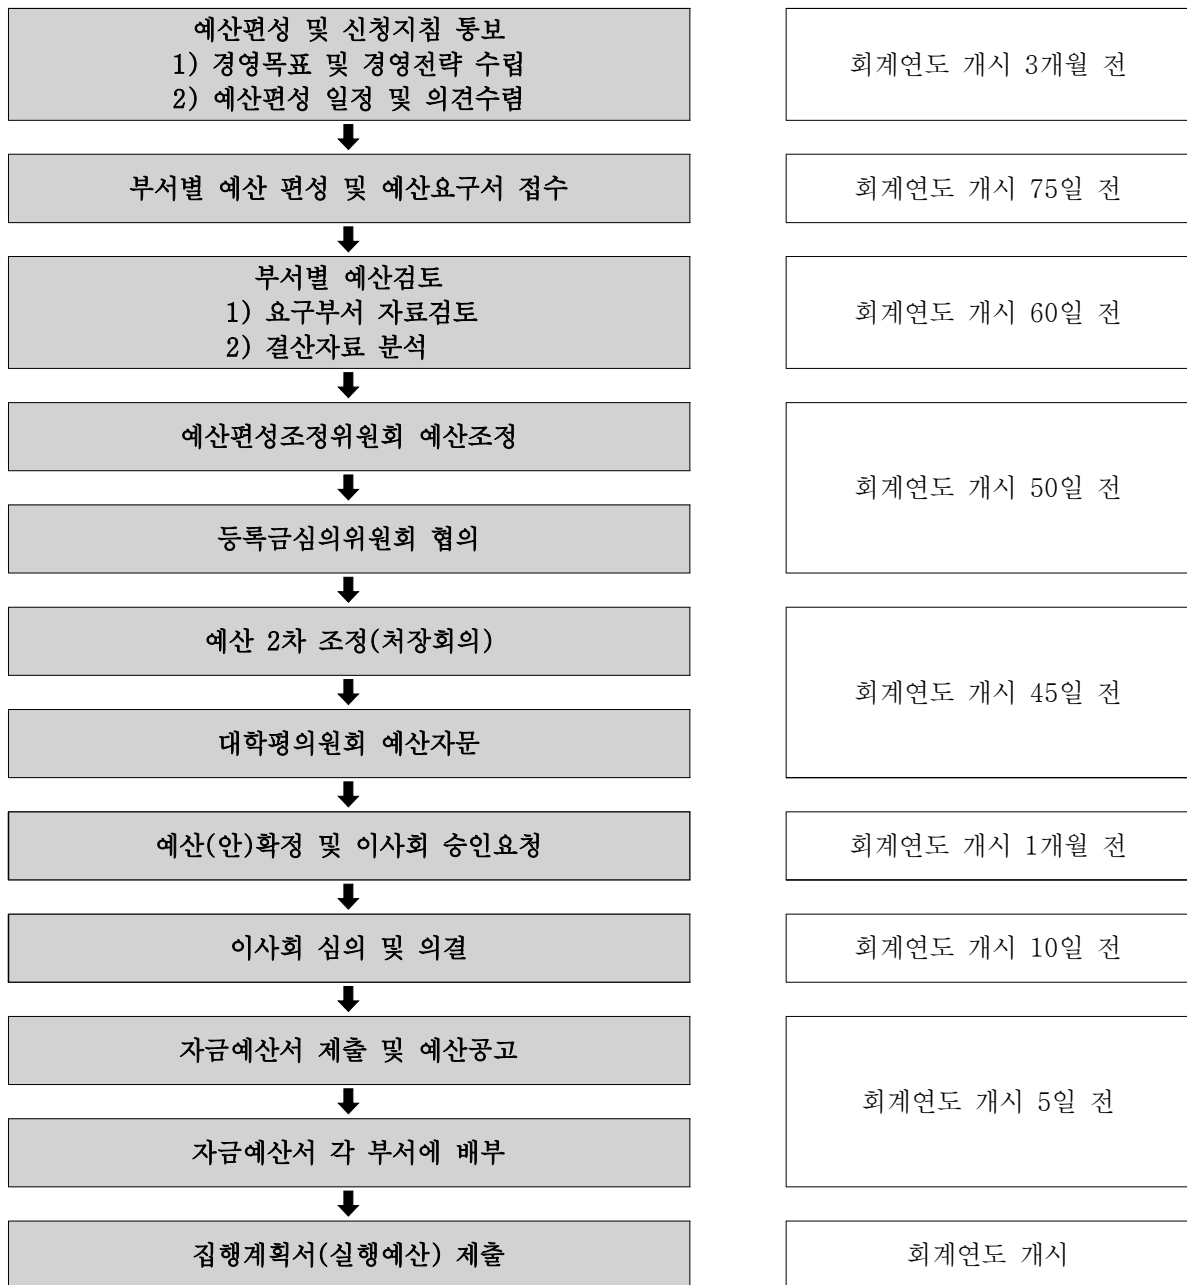 예산편성 및 신청지침 통보
1) 경영목표 및 경영전략 수립
2) 예산편성 일정 및 의견수렴
회계연도 개시 3개월 전
부서별 예산 편성 및 예산요구서 접수
회계연도 개시 75일 전
부서별 예산검토
1) 요구부서 자료검토
2) 결산자료 분석
회계연도 개시 60일 전
예산편성조정위원회 예산조정
회계연도 개시 50일 전
등록금심의위원회 협의
예산 2차 조정(처장회의)
회계연도 개시 45일 전
대학평의원회 예산자문
예산(안)확정 및 이사회 승인요청
회계연도 개시 1개월 전
이사회 심의 및 의결
회계연도 개시 10일 전
자금예산서 제출 및 예산공고
회계연도 개시 5일 전
자금예산서 각 부서에 배부
집행계획서(실행예산) 제출
회계연도 개시